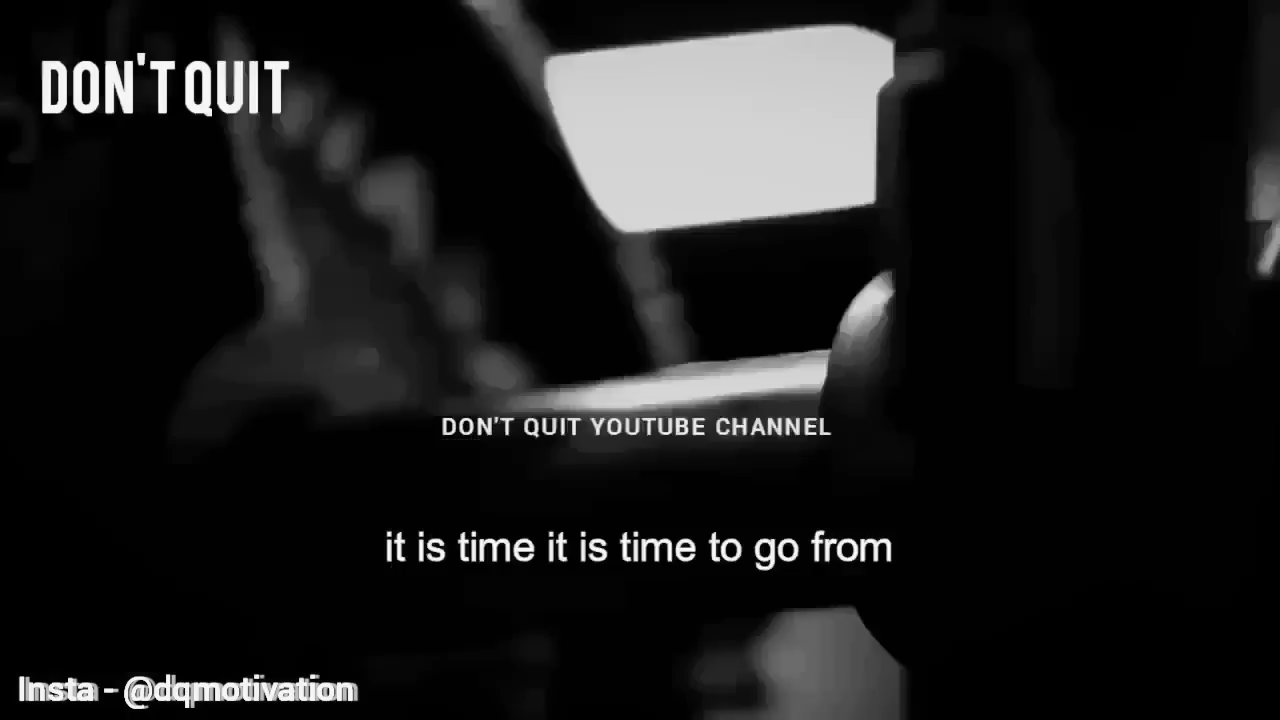 DON'T QUIT
DON'T QUIT YOUTUBE CHANNEL
it is time it is time to go from
Insta - @dqmotivation